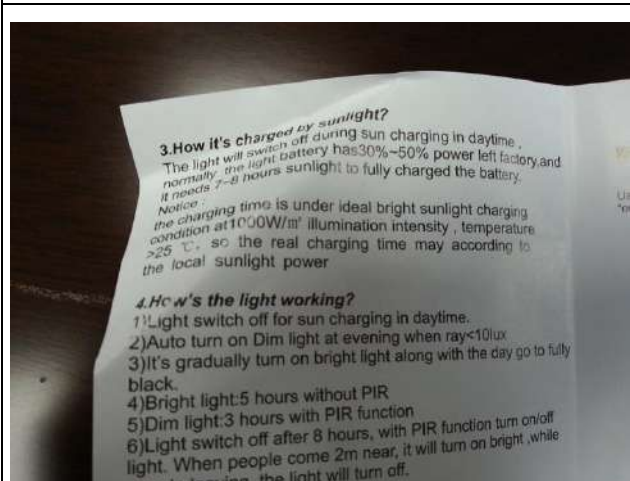 3.How it's charged by sunlight?
The light will switch off during sun charging in daytime ,
normally the light battery has30%~50% power left factory,and
it needs 7~8 hours sunlight to fully charged the battery.
Notice :
the charging time is under ideal bright sunlight charging
condition at1000W/m² illumination intensity , temperature
>25 ℃, so the real charging time may according to
the local sunlight power
4.How's the light working?
1)Light switch off for sun charging in daytime.
2)Auto turn on Dim light at evening when ray<10lux
3)It's gradually turn on bright light along with the day go to fully
black.
4)Bright light:5 hours without PIR
5)Dim light:3 hours with PIR function
6)Light switch off after 8 hours, with PIR function turn on/off
light. When people come 2m near, it will turn on bright ,while
the light will turn off.